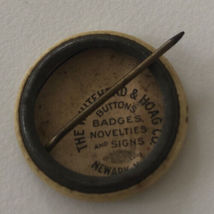 THE WHITEHEAD & HOAG CO.
BUTTONS,
BADGES,
NOVELTIES
AND SIGNS
NEWARK,